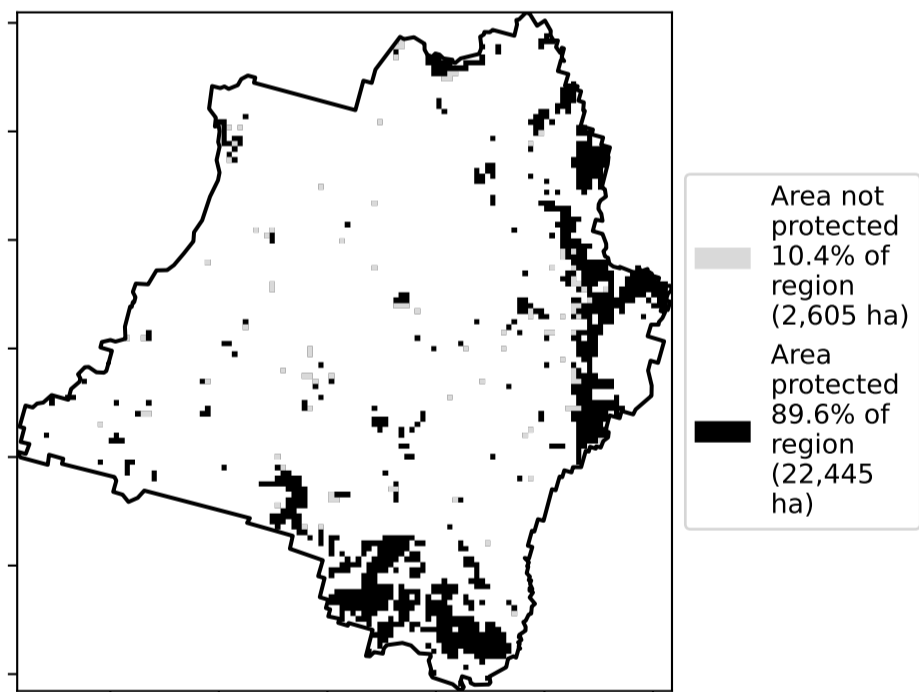 Area not
protected
10.4% of
region
(2,605 ha)
Area
protected
89.6% of
region
(22,445
ha)